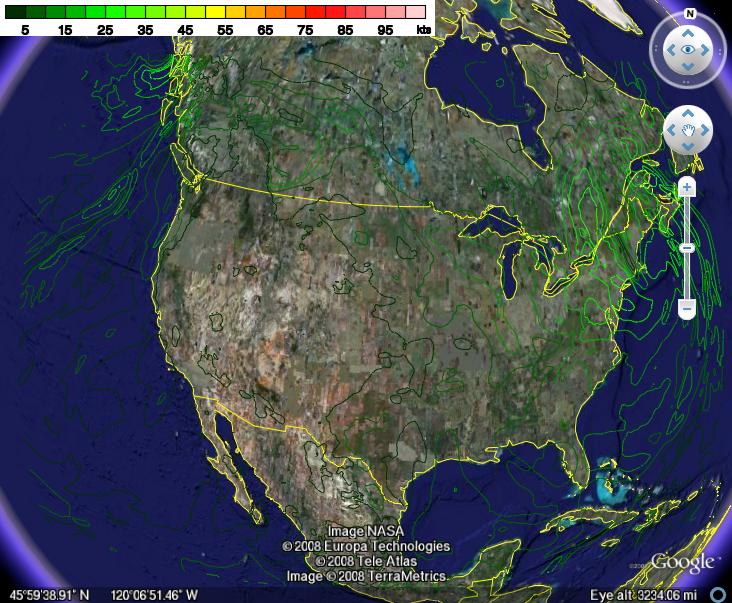 5 15 25 35 45 55 65 75 85 95 kts
N
Image NASA
© 2008 Europa Technologies
© 2008 Tele Atlas
Image © 2008 TerraMetrics
Google
45°59'38.91" N 120°06'51.46" W Eye alt 3234.06 mi